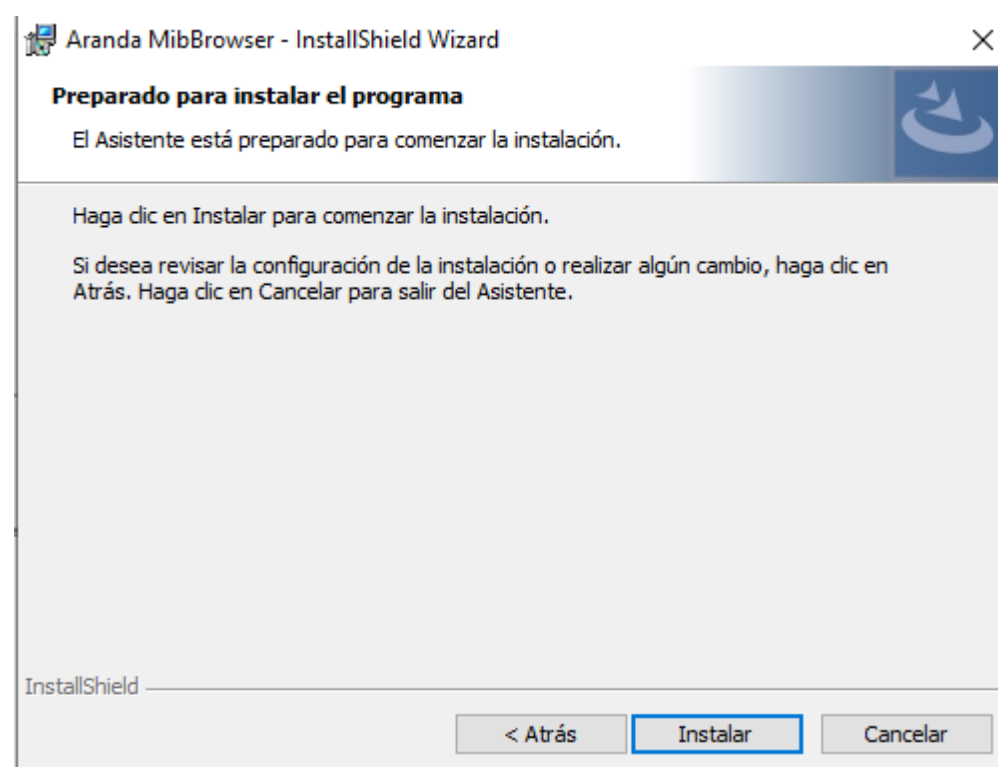 Aranda MibBrowser - InstallShield Wizard
Preparado para instalar el programa
El Asistente está preparado para comenzar la instalación.
Haga clic en Instalar para comenzar la instalación.
Si desea revisar la configuración de la instalación o realizar algún cambio, haga clic en
Atrás. Haga clic en Cancelar para salir del Asistente.
InstallShield
< Atrás
Instalar
Cancelar